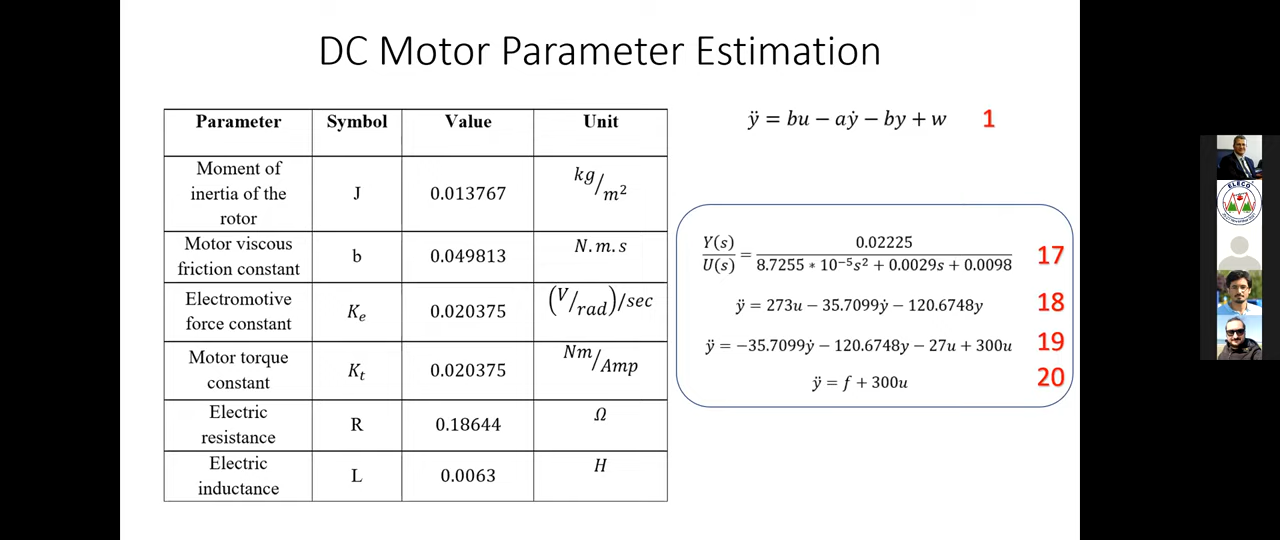 DC Motor Parameter Estimation
Parameter Symbol Value Unit
Moment of
inertia of the
rotor
J 0.013767 kg/m²
Motor viscous
friction constant
b 0.049813 N.m.s
Electromotive
force constant
Kₑ 0.020375 (V/rad)/sec
Motor torque
constant
Kₜ 0.020375 Nm/Amp
Electric
resistance
R 0.18644 Ω
Electric
inductance
L 0.0063 H
ÿ = bu − aẏ − by + w 1
Y(s)/U(s) = 0.02225/(8.7255 * 10⁻⁵s² + 0.0029s + 0.0098) 17
ÿ = 273u − 35.7099ẏ − 120.6748y 18
ÿ = −35.7099ẏ − 120.6748y − 27u + 300u 19
ÿ = f + 300u 20
ELECO